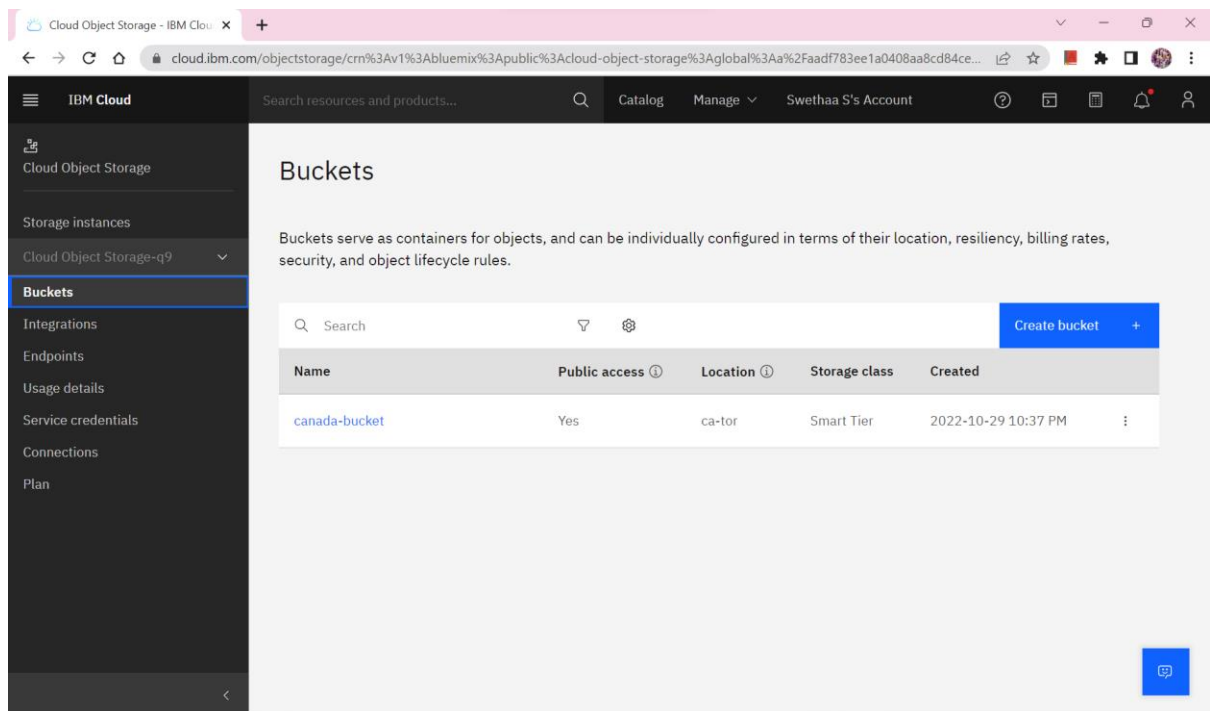 Cloud Object Storage - IBM Clou
cloud.ibm.com/objectstorage/crn%3Av1%3Abluemix%3Apublic%3Acloud-object-storage%3Aglobal%3Aa%2Faadf783ee1a0408aa8cd84ce...
IBM Cloud
Search resources and products...
Catalog
Manage
Swethaa S's Account
Cloud Object Storage
Storage instances
Cloud Object Storage-q9
Buckets
Integrations
Endpoints
Usage details
Service credentials
Connections
Plan
Buckets
Buckets serve as containers for objects, and can be individually configured in terms of their location, resiliency, billing rates,
security, and object lifecycle rules.
Search
Create bucket +
Name Public access Location Storage class Created
canada-bucket Yes ca-tor Smart Tier 2022-10-29 10:37 PM